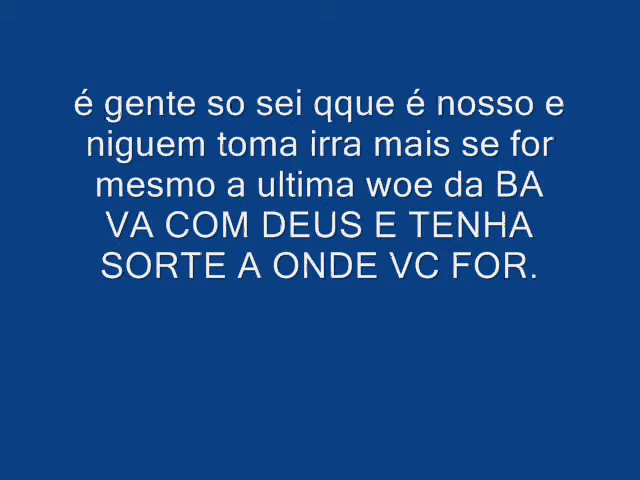 é gente so sei qque é nosso e
niguem toma irra mais se for
mesmo a ultima woe da BA
VA COM DEUS E TENHA
SORTE A ONDE VC FOR.